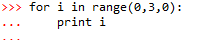 >>> for i in range(0,3,0):
...     print i
...